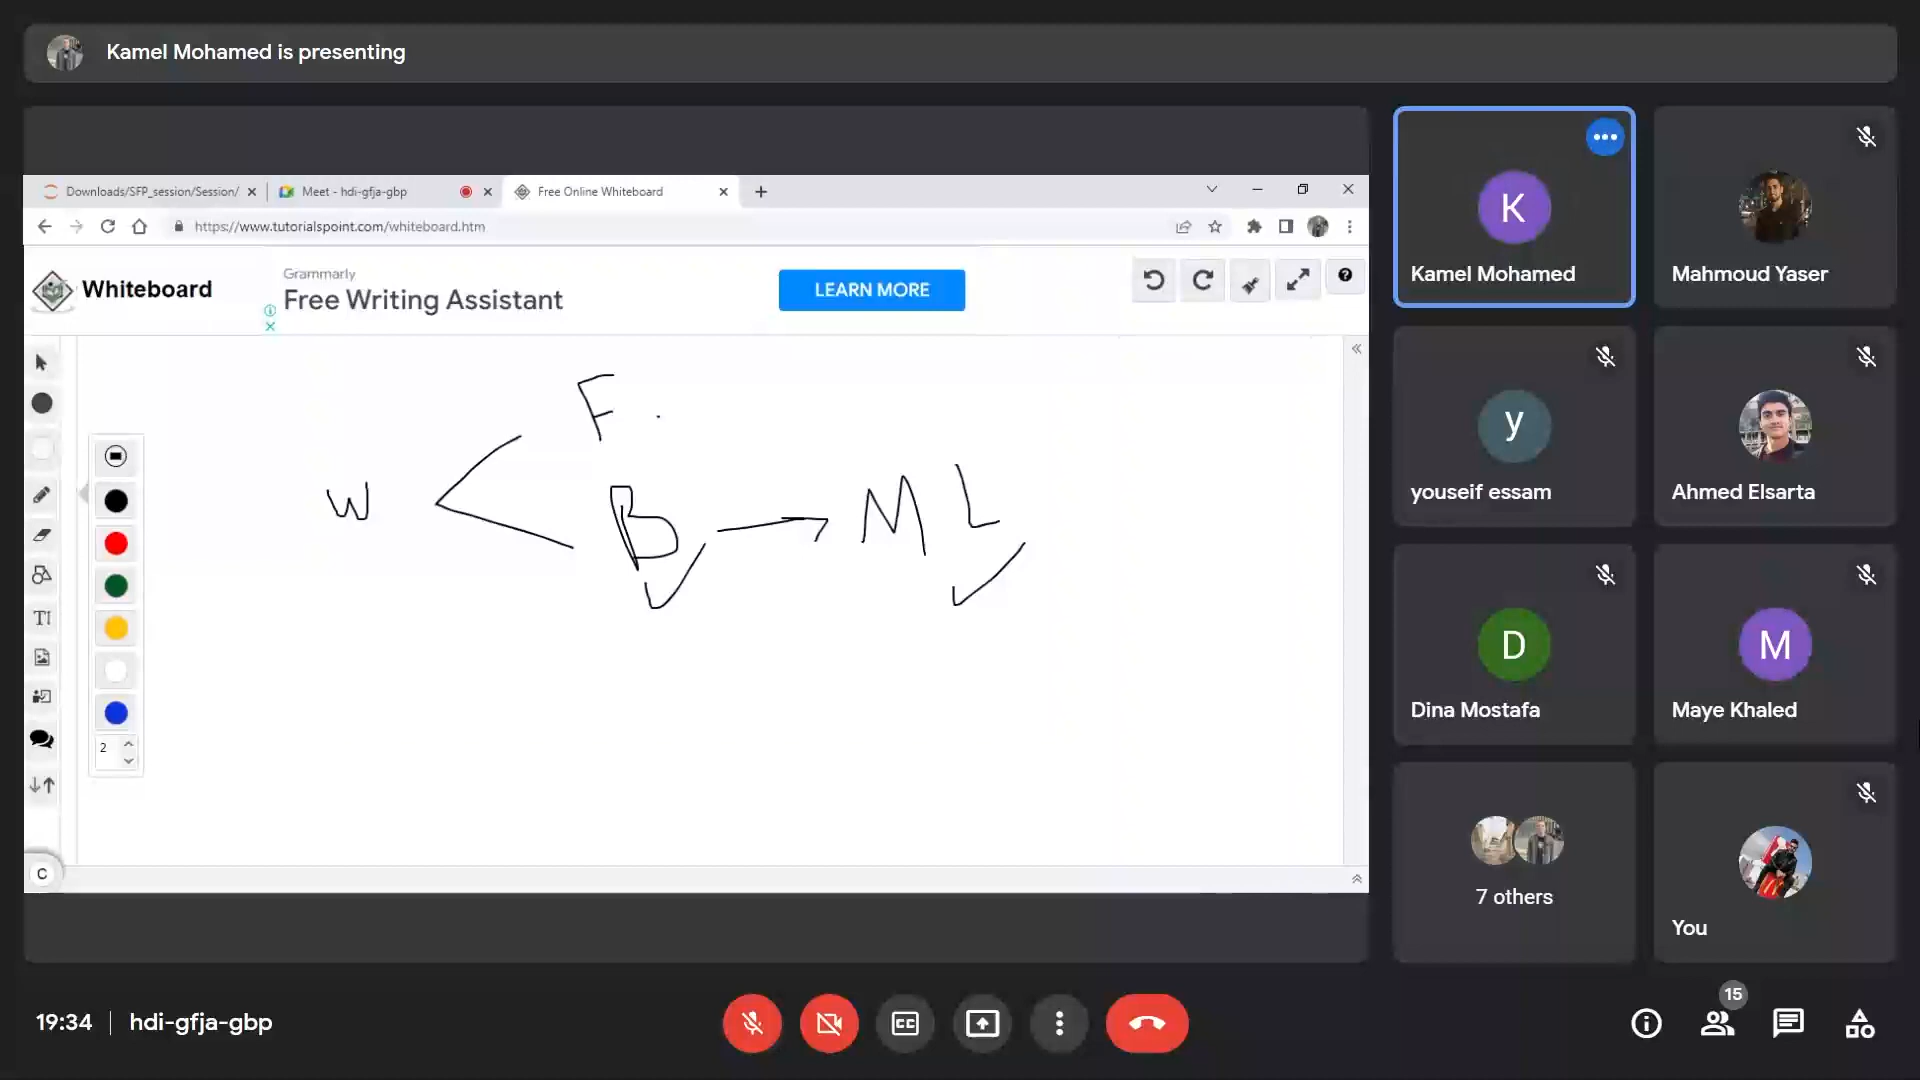 Kamel Mohamed is presenting
Downloads/SFP_session/Session/
Meet - hdi-gfja-gbp
Free Online Whiteboard
https://www.tutorialspoint.com/whiteboard.htm
Whiteboard
Grammarly
Free Writing Assistant
LEARN MORE
F.
W
B
ML
TI
2
C
K
Kamel Mohamed
Mahmoud Yaser
y
youseif essam
Ahmed Elsarta
D
Dina Mostafa
M
Maye Khaled
7 others
You
19:34
hdi-gfja-gbp
CC
15